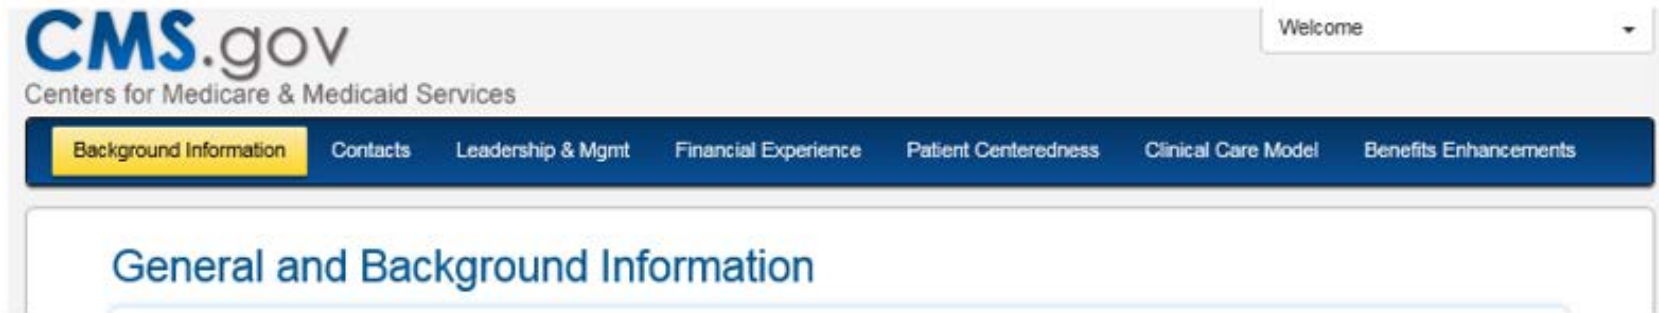 CMS.gov
Welcome
Centers for Medicare & Medicaid Services
Background Information Contacts Leadership & Mgmt Financial Experience Patient Centeredness Clinical Care Model Benefits Enhancements
General and Background Information